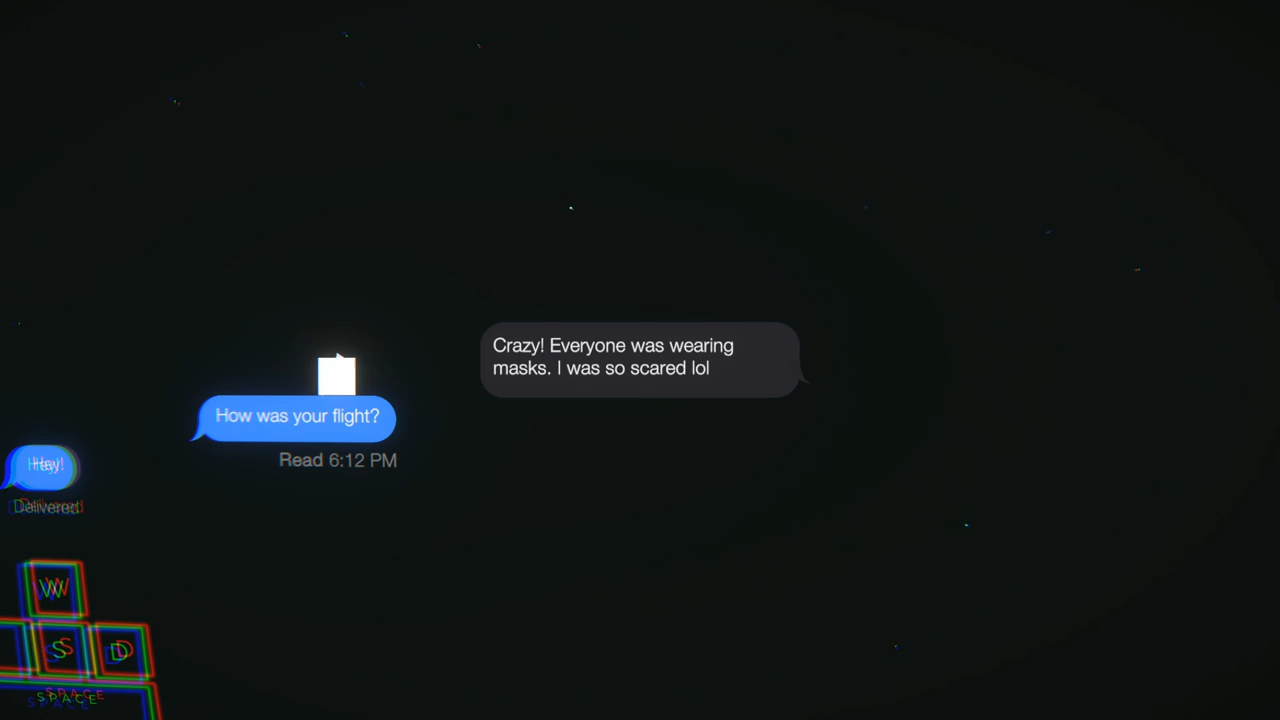 Crazy! Everyone was wearing
masks. I was so scared lol
How was your flight?
Read 6:12 PM
Hey!
Delivered
W
S D
SPACE